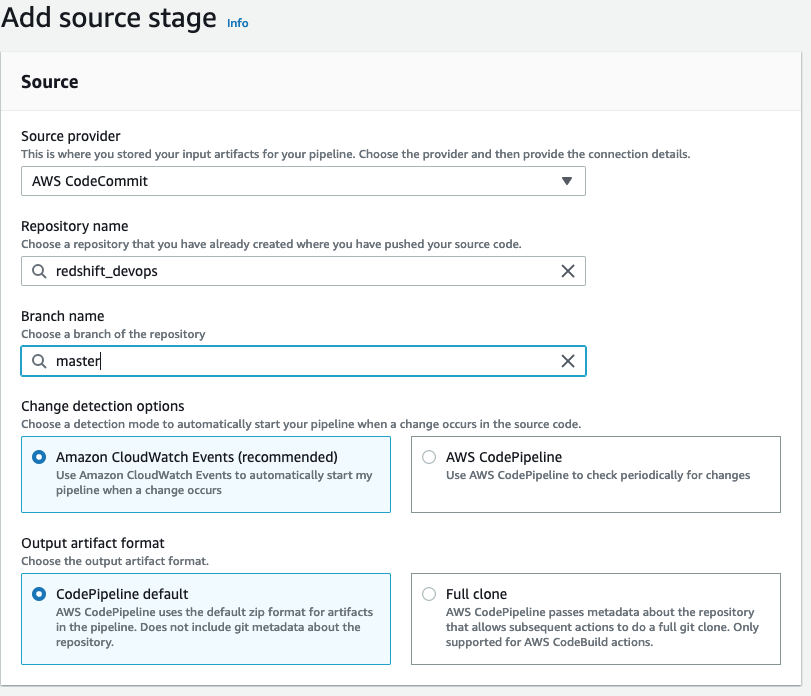 Add source stage Info
Source
Source provider
This is where you stored your input artifacts for your pipeline. Choose the provider and then provide the connection details.
AWS CodeCommit
Repository name
Choose a repository that you have already created where you have pushed your source code.
redshift_devops
Branch name
Choose a branch of the repository
master
Change detection options
Choose a detection mode to automatically start your pipeline when a change occurs in the source code.
Amazon CloudWatch Events (recommended)
Use Amazon CloudWatch Events to automatically start my
pipeline when a change occurs
AWS CodePipeline
Use AWS CodePipeline to check periodically for changes
Output artifact format
Choose the output artifact format.
CodePipeline default
AWS CodePipeline uses the default zip format for artifacts
in the pipeline. Does not include git metadata about the
repository.
Full clone
AWS CodePipeline passes metadata about the repository
that allows subsequent actions to do a full git clone. Only
supported for AWS CodeBuild actions.